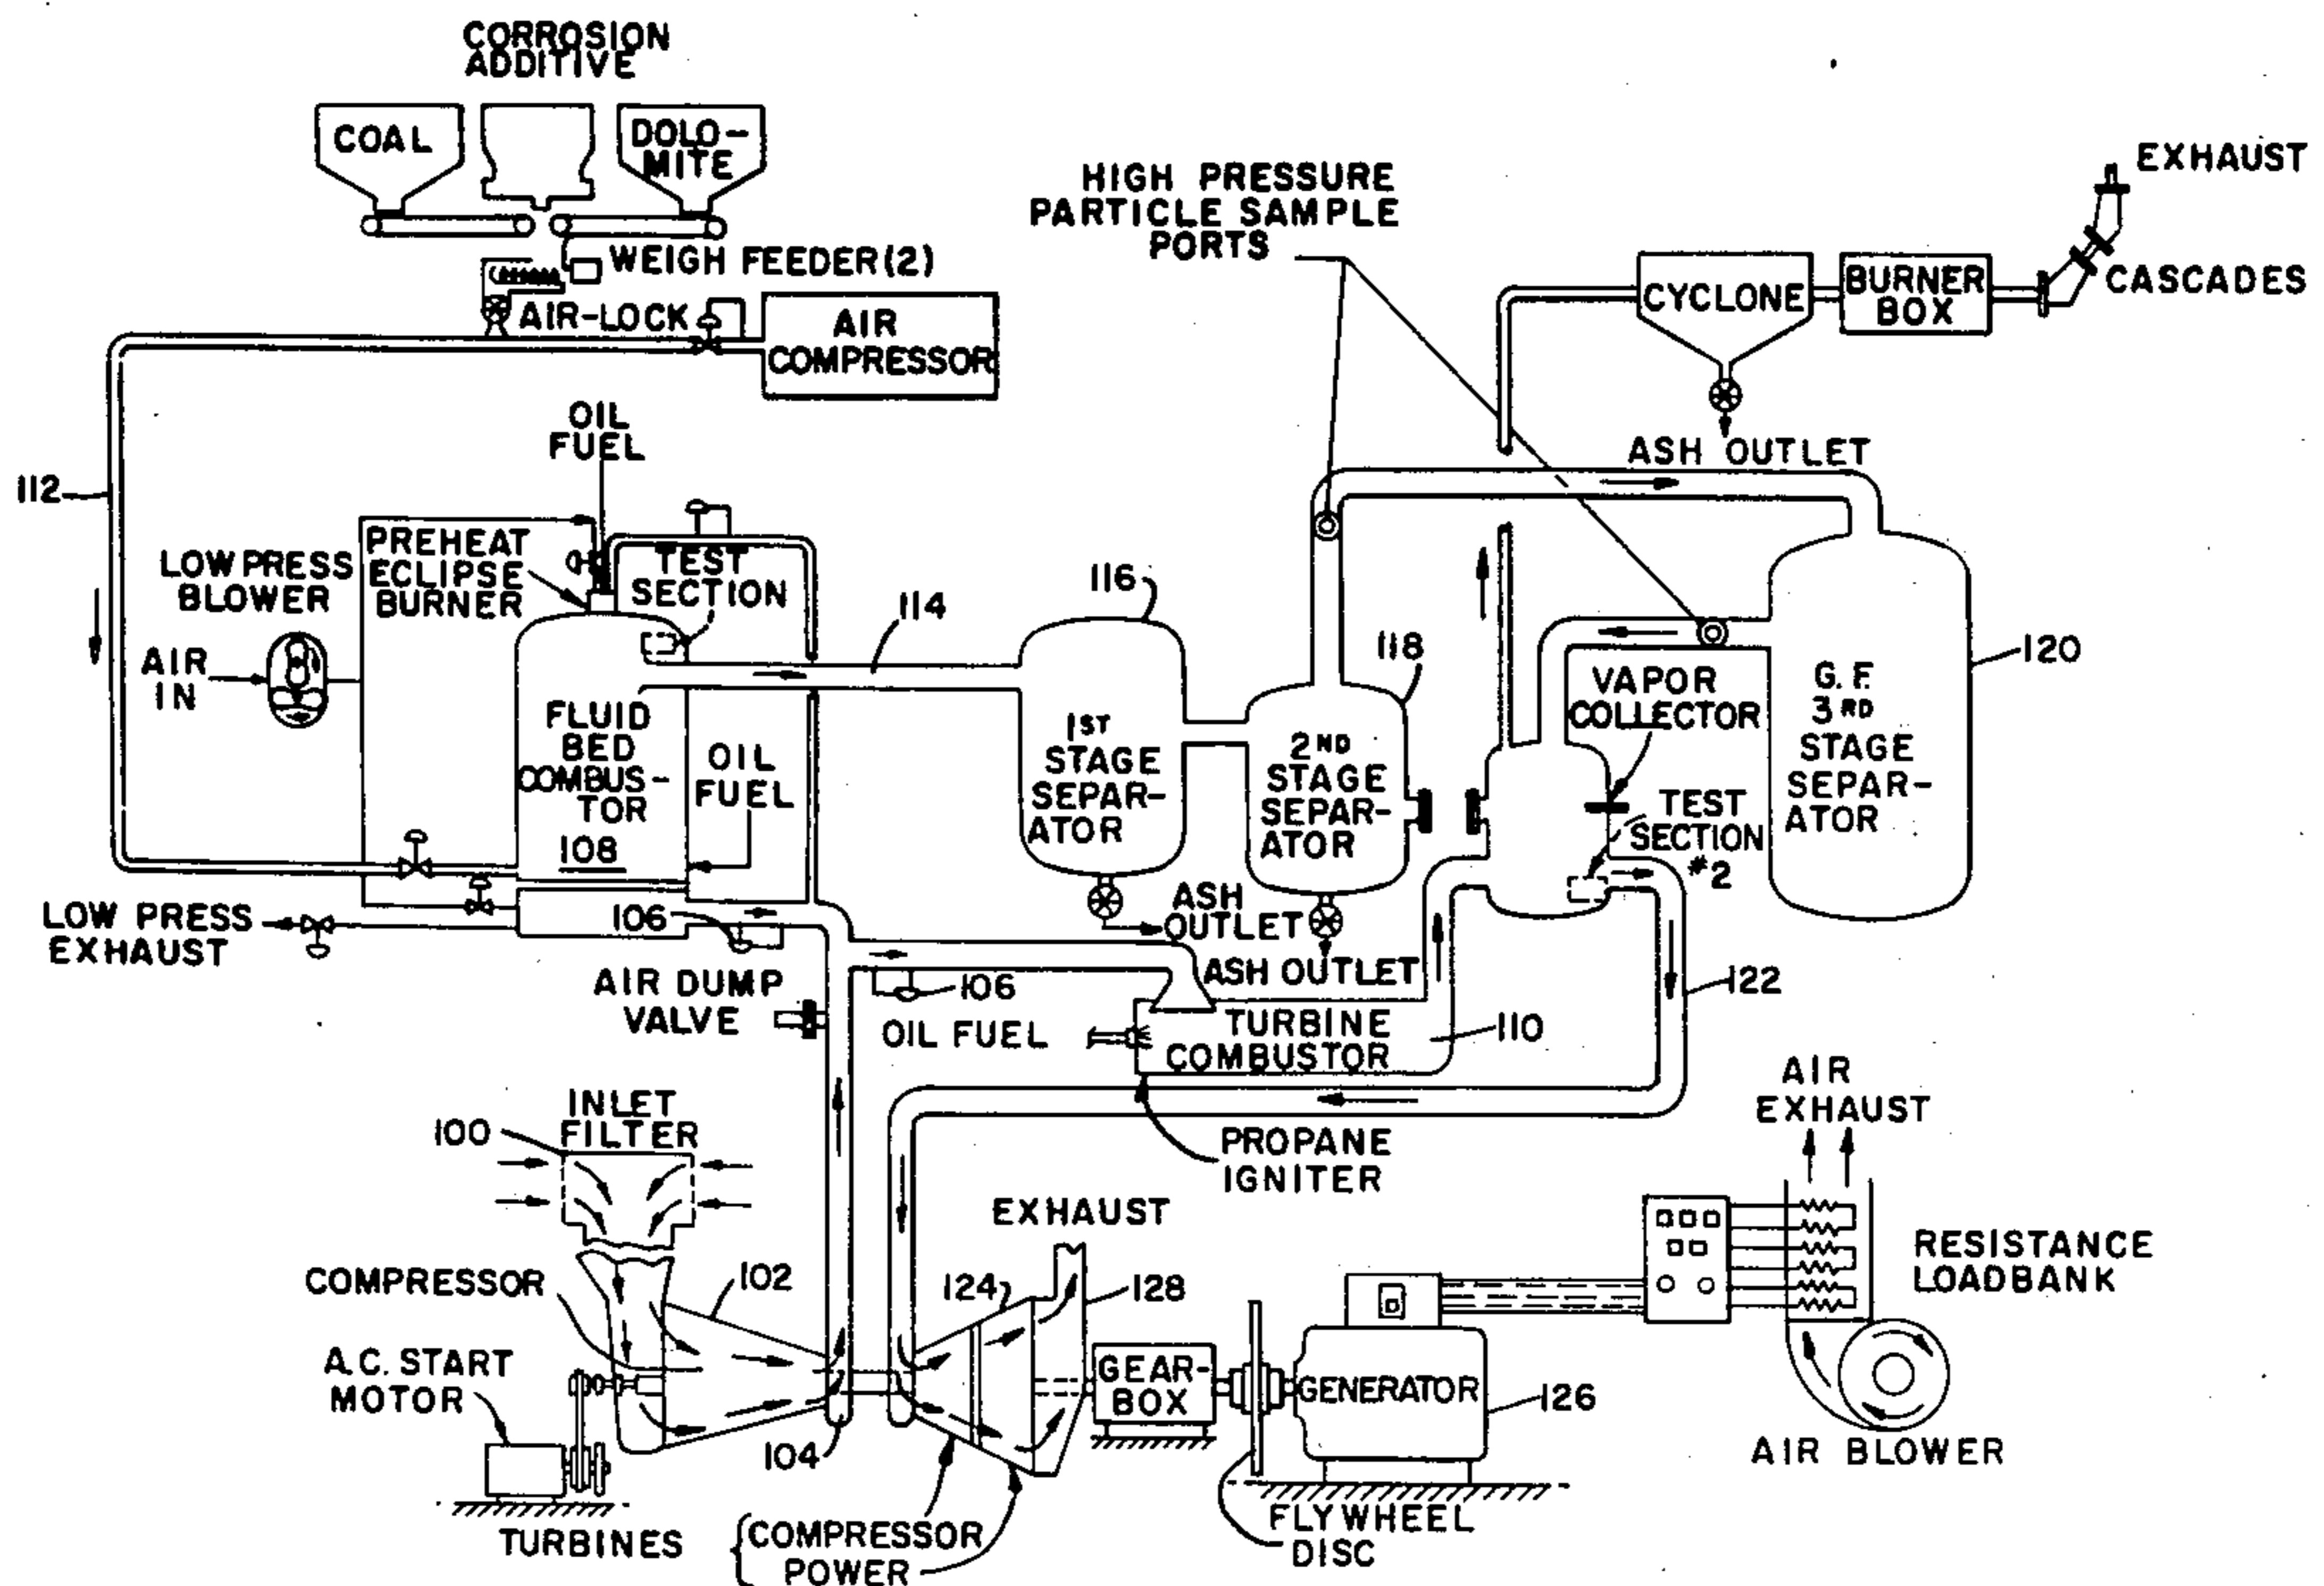 CORROSION
ADDITIVE
COAL
DOLO-
MITE
WEIGH FEEDER (2)
AIR-LOCK
AIR
COMPRESSOR
HIGH PRESSURE
PARTICLE SAMPLE
PORTS
EXHAUST
CASCADES
CYCLONE
BURNER
BOX
ASH OUTLET
112
OIL
FUEL
PREHEAT
ECLIPSE
BURNER
TEST
SECTION
LOW PRESS
BLOWER
AIR
IN
114
116
118
120
FLUID
BED
COMBUS-
TOR
108
OIL
FUEL
1ST
STAGE
SEPAR-
ATOR
2ND
STAGE
SEPAR-
ATOR
VAPOR
COLLECTOR
TEST
SECTION
#2
G.E.
3RD
STAGE
SEPAR-
ATOR
LOW PRESS
EXHAUST
106
ASH
OUTLET
ASH OUTLET
AIR DUMP
VALVE
106
OIL FUEL
TURBINE
COMBUSTOR
110
122
PROPANE
IGNITER
INLET
FILTER
100
COMPRESSOR
102
A.C. START
MOTOR
104
TURBINES
COMPRESSOR
POWER
EXHAUST
124
128
GEAR-
BOX
GENERATOR
126
FLYWHEEL
DISC
AIR
EXHAUST
RESISTANCE
LOADBANK
AIR BLOWER